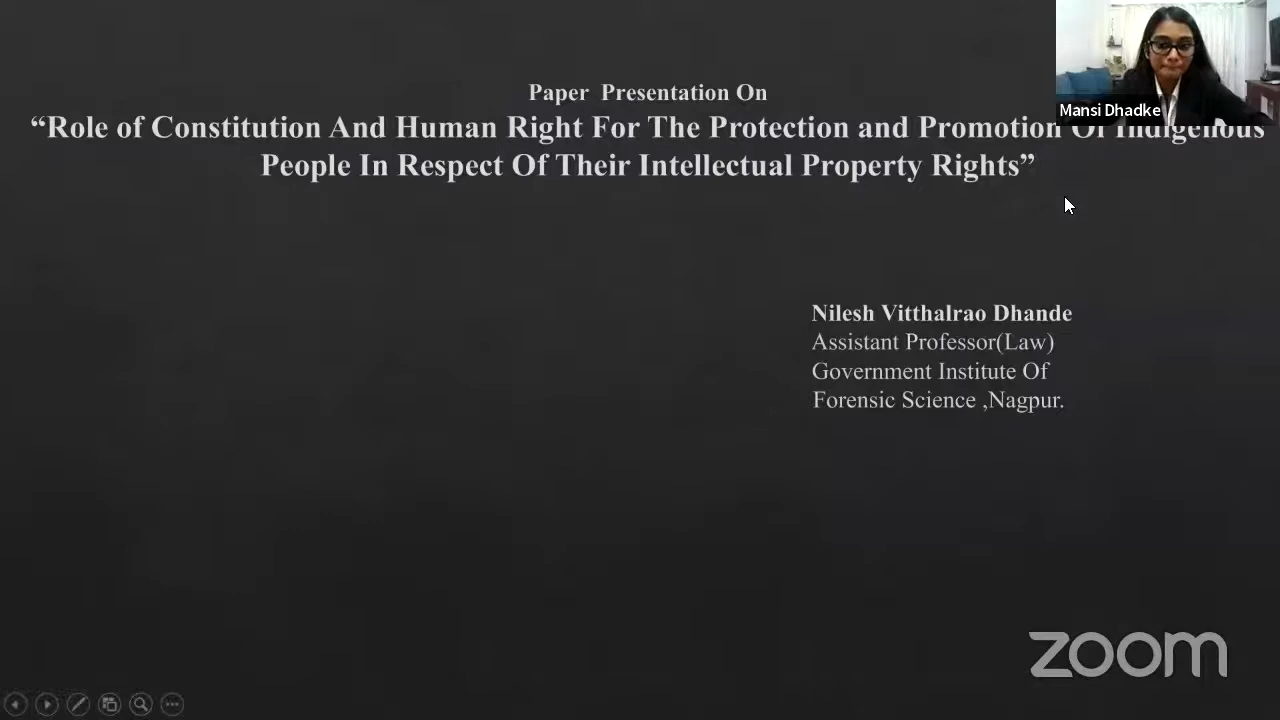 Paper Presentation On
“Role of Constitution And Human Right For The Protection and Promotion Of Indigenous
People In Respect Of Their Intellectual Property Rights”
Mansi Dhadke
Nilesh Vitthalrao Dhande
Assistant Professor(Law)
Government Institute Of
Forensic Science ,Nagpur.
zoom